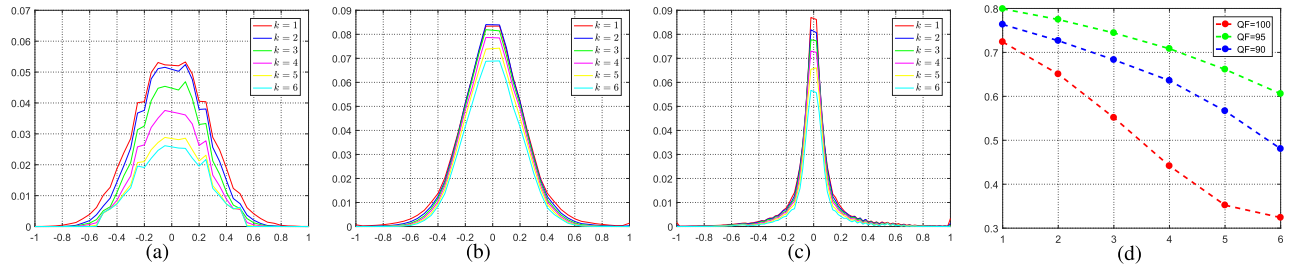 0.07
0.06
0.05
0.04
0.03
0.02
0.01
0
-1 -0.8 -0.6 -0.4 -0.2 0 0.2 0.4 0.6 0.8 1
k = 1
k = 2
k = 3
k = 4
k = 5
k = 6
(a)
0.09
0.08
0.07
0.06
0.05
0.04
0.03
0.02
0.01
0
-1 -0.8 -0.6 -0.4 -0.2 0 0.2 0.4 0.6 0.8 1
k = 1
k = 2
k = 3
k = 4
k = 5
k = 6
(b)
0.09
0.08
0.07
0.06
0.05
0.04
0.03
0.02
0.01
0
-1 -0.8 -0.6 -0.4 -0.2 0 0.2 0.4 0.6 0.8 1
k = 1
k = 2
k = 3
k = 4
k = 5
k = 6
(c)
0.8
0.7
0.6
0.5
0.4
0.3
1 2 3 4 5 6
QF=100
QF=95
QF=90
(d)